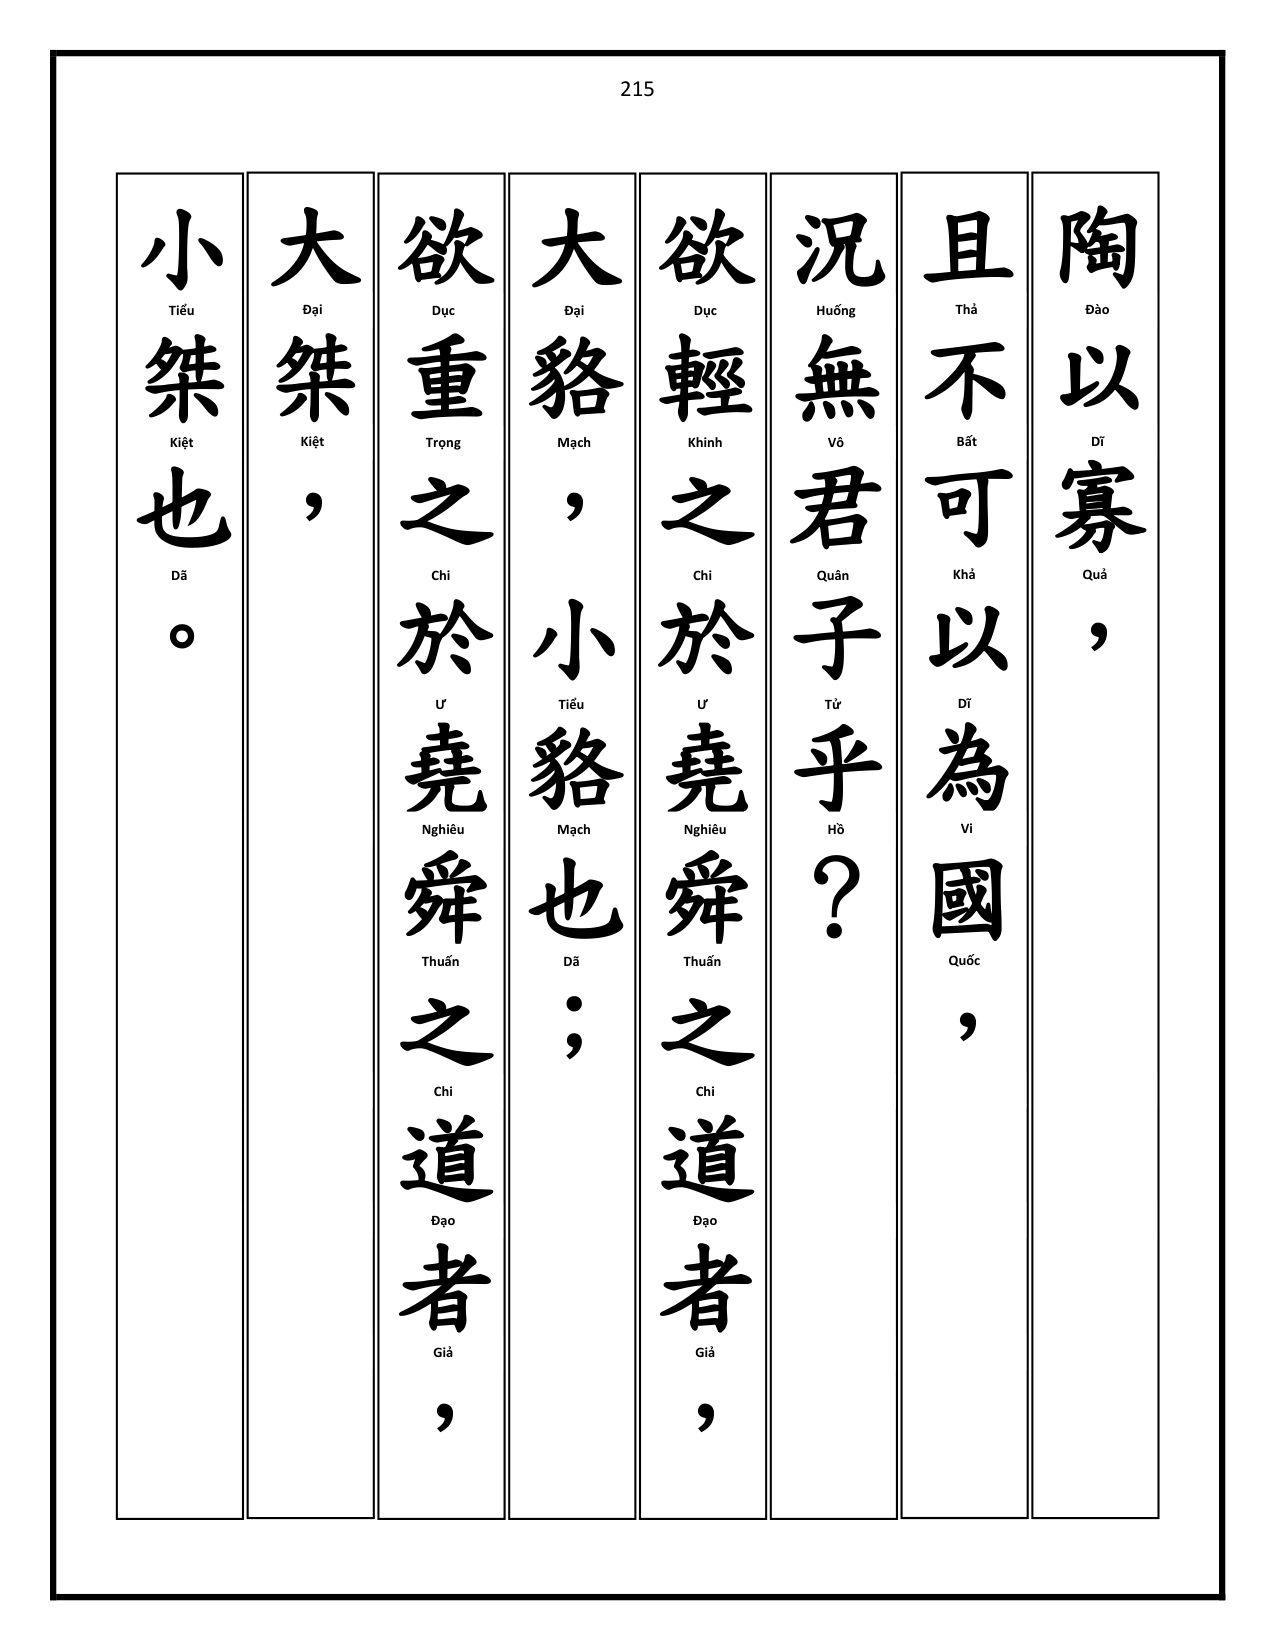 215
陶以寡，
Đào Dĩ Quả
且不可以為國，
Thả Bất Khả Dĩ Vi Quốc
況無君子乎？
Huống Vô Quân Tử Hồ
欲輕之於堯舜之道者，
Dục Khinh Chi Ư Nghiêu Thuấn Chi Đạo Giả
大貉，小貉也；
Đại Mạch Tiểu Mạch Dã
欲重之於堯舜之道者，
Dục Trọng Chi Ư Nghiêu Thuấn Chi Đạo Giả
大桀，
Đại Kiệt
小桀也。
Tiểu Kiệt Dã